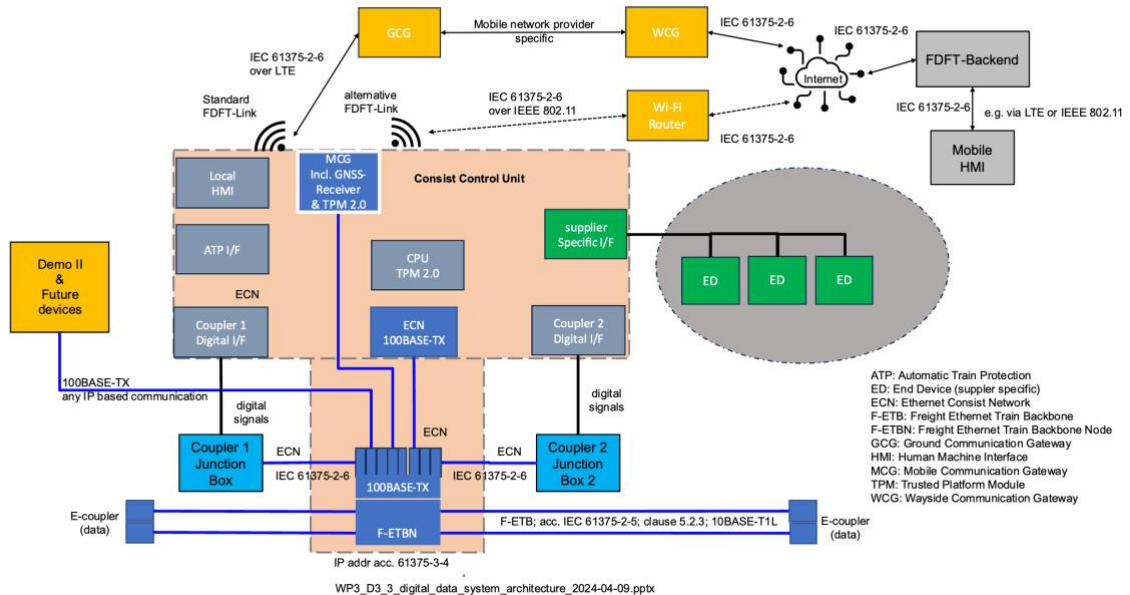 GCG
Mobile network provider
specific
WCG
IEC 61375-2-6
IEC 61375-2-6
FDFT-Backend
Internet
IEC 61375-2-6
over LTE
Standard
FDFT-Link
alternative
FDFT-Link
IEC 61375-2-6
over IEEE 802.11
Wi-Fi
Router
IEC 61375-2-6
IEC 61375-2-6
e.g. via LTE or IEEE 802.11
Mobile
HMI
Local
HMI
MCG
Incl. GNSS-
Receiver
& TPM 2.0
Consist Control Unit
ATP I/F
CPU
TPM 2.0
supplier
Specific I/F
ED
ED
ED
Demo II
&
Future
devices
ECN
Coupler 1
Digital I/F
ECN
100BASE-TX
Coupler 2
Digital I/F
100BASE-TX
any IP based communication
digital
signals
digital
signals
Coupler 1
Junction
Box
ECN
IEC 61375-2-6
ECN
ECN
IEC 61375-2-6
Coupler 2
Junction
Box 2
100BASE-TX
F-ETBN
E-coupler
(data)
F-ETB; acc. IEC 61375-2-5; clause 5.2.3; 10BASE-T1L
E-coupler
(data)
IP addr acc. 61375-3-4
ATP: Automatic Train Protection
ED: End Device (suppler specific)
ECN: Ethernet Consist Network
F-ETB: Freight Ethernet Train Backbone
F-ETBN: Freight Ethernet Train Backbone Node
GCG: Ground Communication Gateway
HMI: Human Machine Interface
MCG: Mobile Communication Gateway
TPM: Trusted Platform Module
WCG: Wayside Communication Gateway
WP3_D3_3_digital_data_system_architecture_2024-04-09.pptx